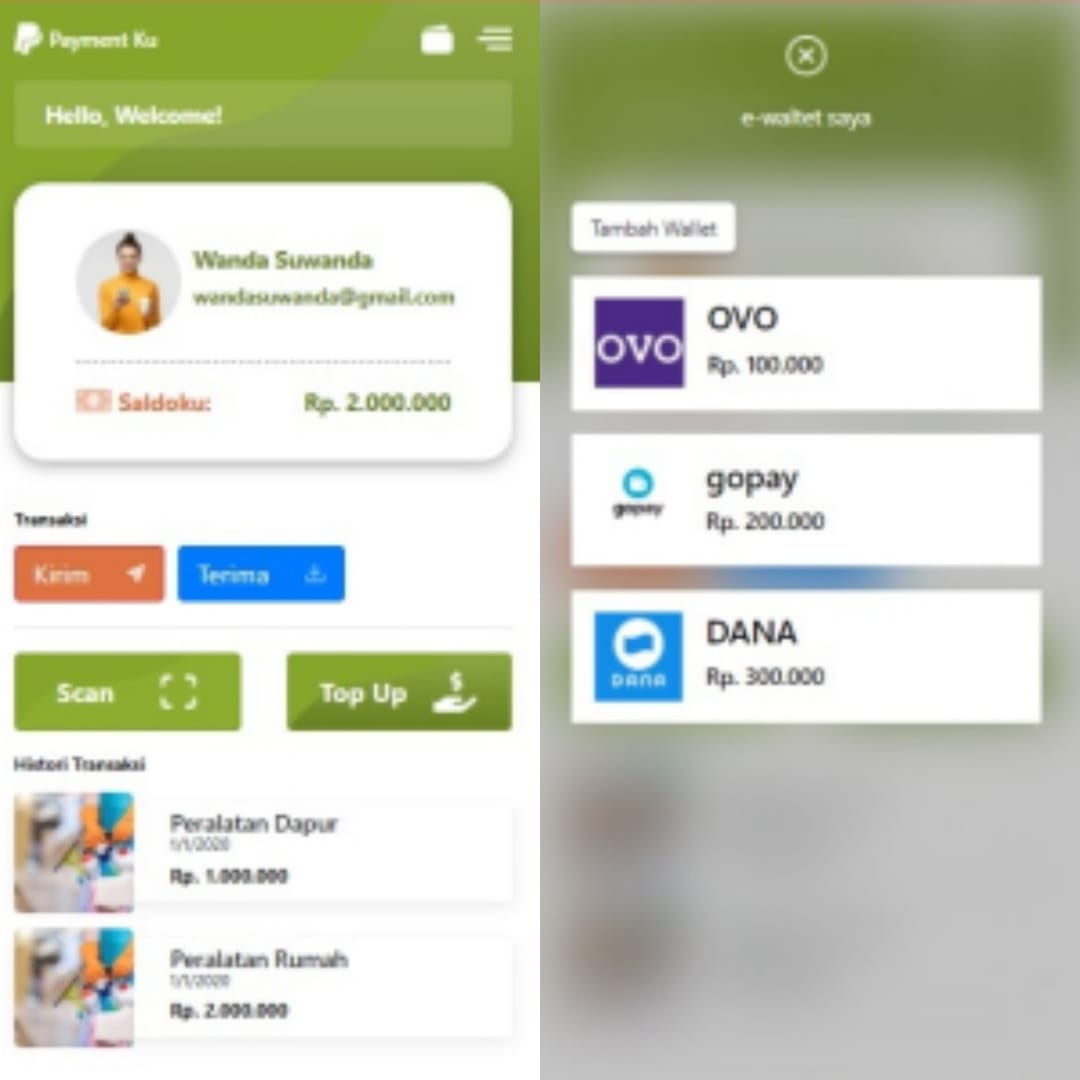 Payment Ku
Hello, Welcome!
Wanda Suwanda
wandasuwanda@gmail.com
Saldoku: Rp. 2.000.000
Transaksi
Kirim
Terima
Scan
Top Up
Histori Transaksi
Peralatan Dapur
1/1/2020
Rp. 1.000.000
Peralatan Rumah
1/1/2020
Rp. 2.000.000
e-waltet saya
Tambah Wallet
OVO
OVO
Rp. 100.000
gopay
gopay
Rp. 200.000
DANA
DANA
Rp. 300.000